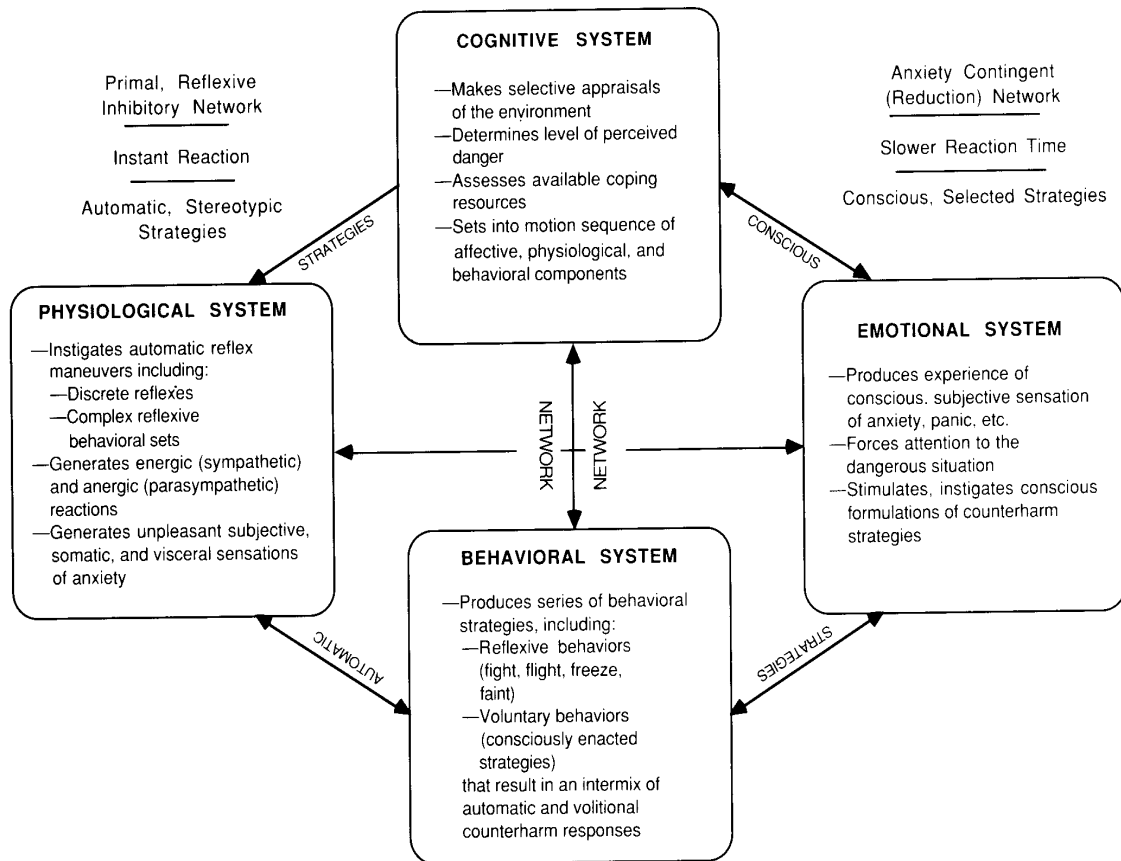 COGNITIVE SYSTEM
—Makes selective appraisals
of the environment
—Determines level of perceived
danger
—Assesses available coping
resources
—Sets into motion sequence of
affective, physiological, and
behavioral components
Primal, Reflexive
Inhibitory Network
Instant Reaction
Automatic, Stereotypic
Strategies
Anxiety Contingent
(Reduction) Network
Slower Reaction Time
Conscious, Selected Strategies
STRATEGIES
CONSCIOUS
PHYSIOLOGICAL SYSTEM
—Instigates automatic reflex
maneuvers including:
—Discrete reflexes
—Complex reflexive
behavioral sets
—Generates energic (sympathetic)
and anergic (parasympathetic)
reactions
—Generates unpleasant subjective,
somatic, and visceral sensations
of anxiety
NETWORK
NETWORK
EMOTIONAL SYSTEM
—Produces experience of
conscious. subjective sensation
of anxiety, panic, etc.
—Forces attention to the
dangerous situation
—Stimulates, instigates conscious
formulations of counterharm
strategies
AUTOMATIC
STRATEGIES
BEHAVIORAL SYSTEM
—Produces series of behavioral
strategies, including:
—Reflexive behaviors
(fight, flight, freeze,
faint)
—Voluntary behaviors
(consciously enacted
strategies)
that result in an intermix of
automatic and volitional
counterharm responses